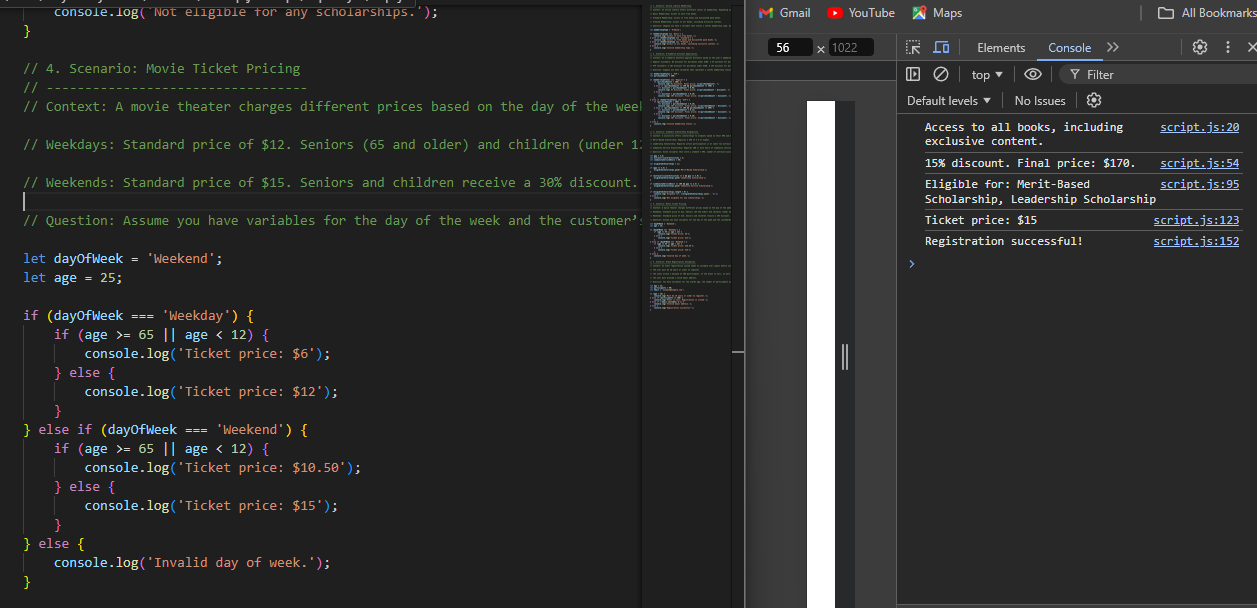 console.log('Not eligible for any scholarships.');
}
// 4. Scenario: Movie Ticket Pricing
// ----------------------------------
// Context: A movie theater charges different prices based on the day of the week
// Weekdays: Standard price of $12. Seniors (65 and older) and children (under 12
// Weekends: Standard price of $15. Seniors and children receive a 30% discount.
// Question: Assume you have variables for the day of the week and the customer's
let dayOfWeek = 'Weekend';
let age = 25;
if (dayOfWeek === 'Weekday') {
if (age >= 65 || age < 12) {
console.log('Ticket price: $6');
} else {
console.log('Ticket price: $12');
}
} else if (dayOfWeek === 'Weekend') {
if (age >= 65 || age < 12) {
console.log('Ticket price: $10.50');
} else {
console.log('Ticket price: $15');
}
} else {
console.log('Invalid day of week.');
}
Gmail YouTube Maps All Bookmarks
56 × 1022
Elements Console
top Filter
Default levels No Issues
Access to all books, including script.js:20
exclusive content.
15% discount. Final price: $170. script.js:54
Eligible for: Merit-Based script.js:95
Scholarship, Leadership Scholarship
Ticket price: $15 script.js:123
Registration successful! script.js:152